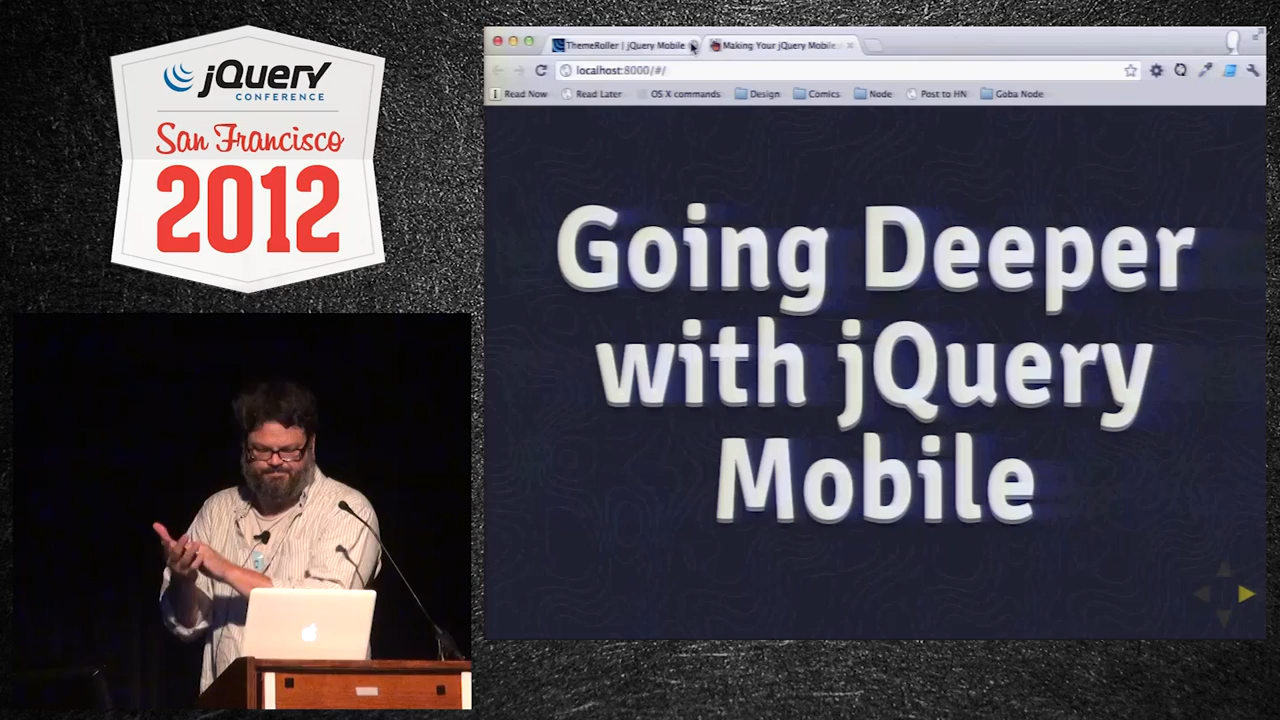 jQuery
CONFERENCE
San Francisco
2012
ThemeRoller | jQuery Mobile
Making Your jQuery Mobile
localhost:8000/#/
Read Now
Read Later
OS X commands
Design
Comics
Node
Post to HN
Goba Node
Going Deeper
with jQuery
Mobile